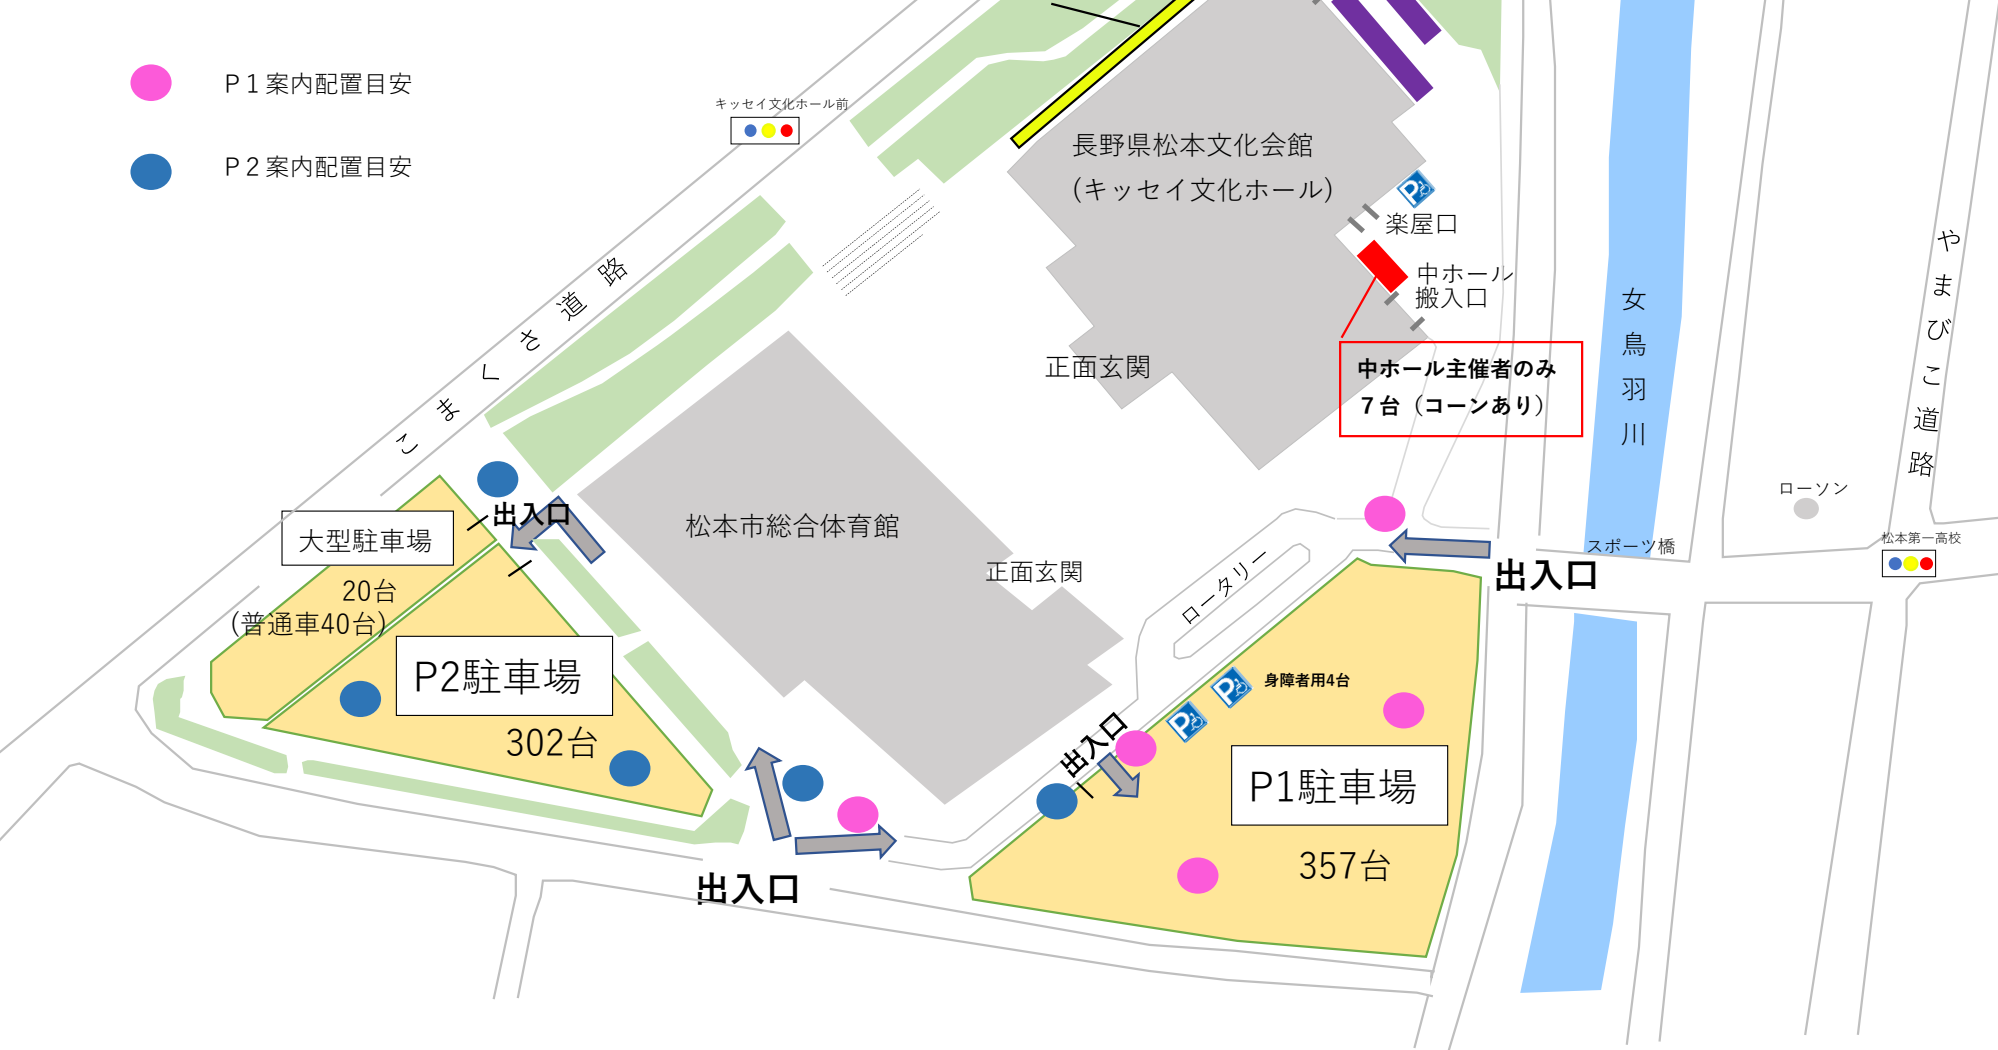 P1案内配置目安
P2案内配置目安
キッセイ文化ホール前
長野県松本文化会館
(キッセイ文化ホール)
楽屋口
中ホール
搬入口
正面玄関
中ホール主催者のみ
7台（コーンあり）
こまくさ道路
女鳥羽川
やまびこ道路
ローソン
松本第一高校
スポーツ橋
出入口
大型駐車場
20台
(普通車40台)
出入口
松本市総合体育館
正面玄関
ロータリー
P2駐車場
302台
身障者用4台
出入口
P1駐車場
357台
出入口